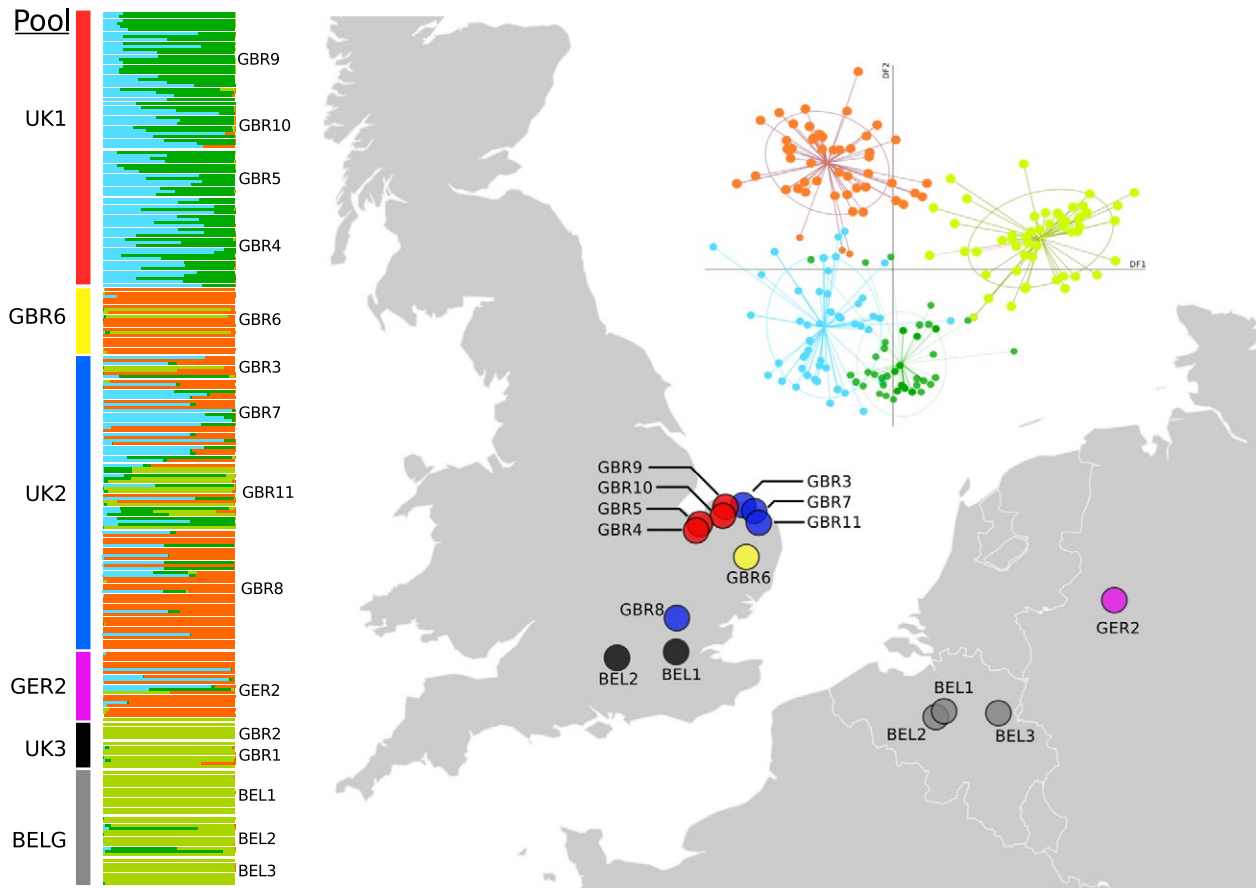 Pool
UK1
GBR6
UK2
GER2
UK3
BELG
GBR9
GBR10
GBR5
GBR4
GBR6
GBR3
GBR7
GBR11
GBR8
GER2
GBR2
GBR1
BEL1
BEL2
BEL3
DF2
DF1
GBR9
GBR10
GBR5
GBR4
GBR3
GBR7
GBR11
GBR6
GBR8
BEL2
BEL1
GER2
BEL1
BEL2
BEL3